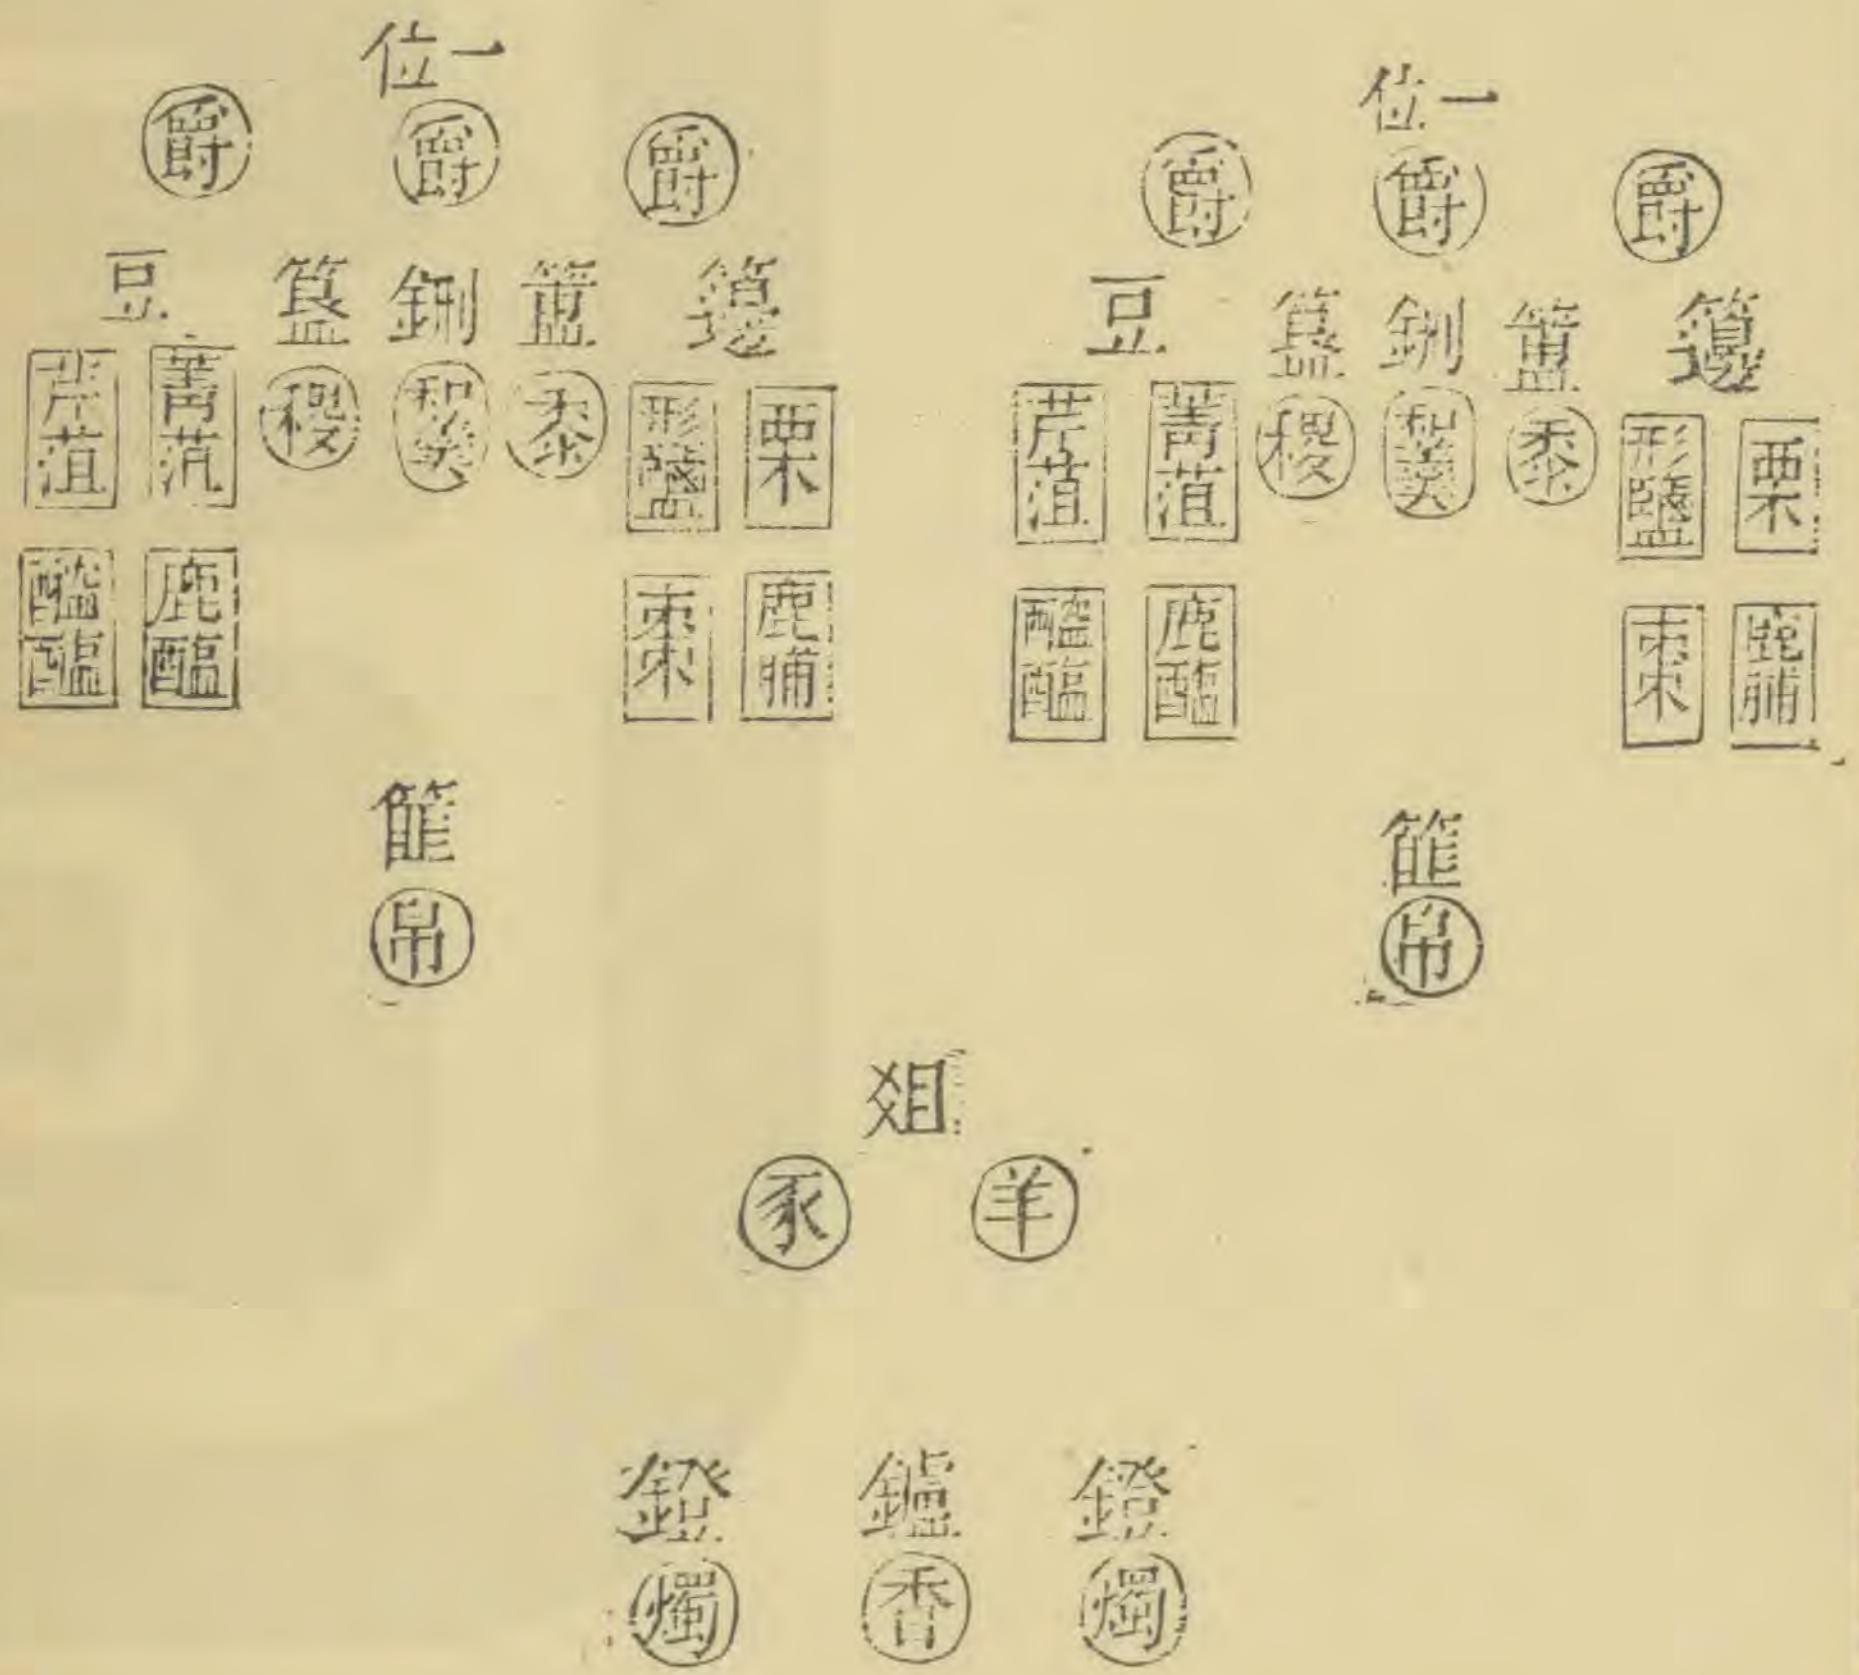 一位
爵 爵 爵
籩 簠 鉶 簋 豆
栗 形鹽 黍 和羹 稷 菁菹 芹菹
鹿脯 棗 鹿醢 醓醢
篚
帛
一位
爵 爵 爵
籩 簠 鉶 簋 豆
栗 形鹽 黍 和羹 稷 菁菹 芹菹
鹿脯 棗 鹿醢 醓醢
篚
帛
俎
羊 豕
鐙 鑪 鐙
燭 香 燭